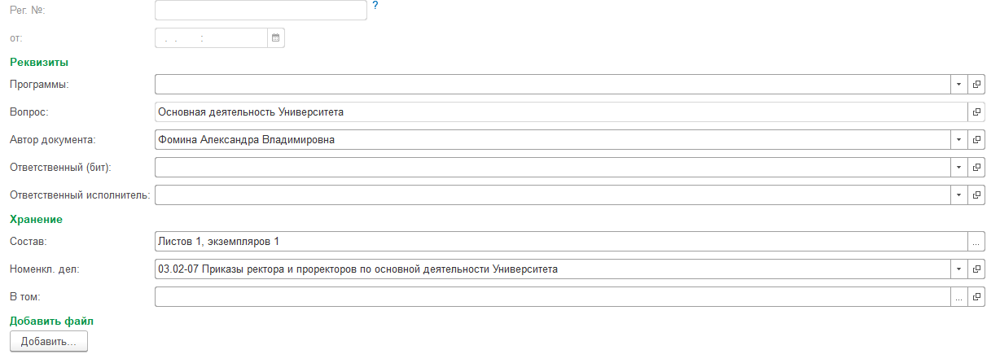 Рег. №: ?
от: . . :
Реквизиты
Программы:
Вопрос: Основная деятельность Университета
Автор документа: Фомина Александра Владимировна
Ответственный (бит):
Ответственный исполнитель:
Хранение
Состав: Листов 1, экземпляров 1 ...
Номенкл. дел: 03.02-07 Приказы ректора и проректоров по основной деятельности Университета
В том: ...
Добавить файл
Добавить...